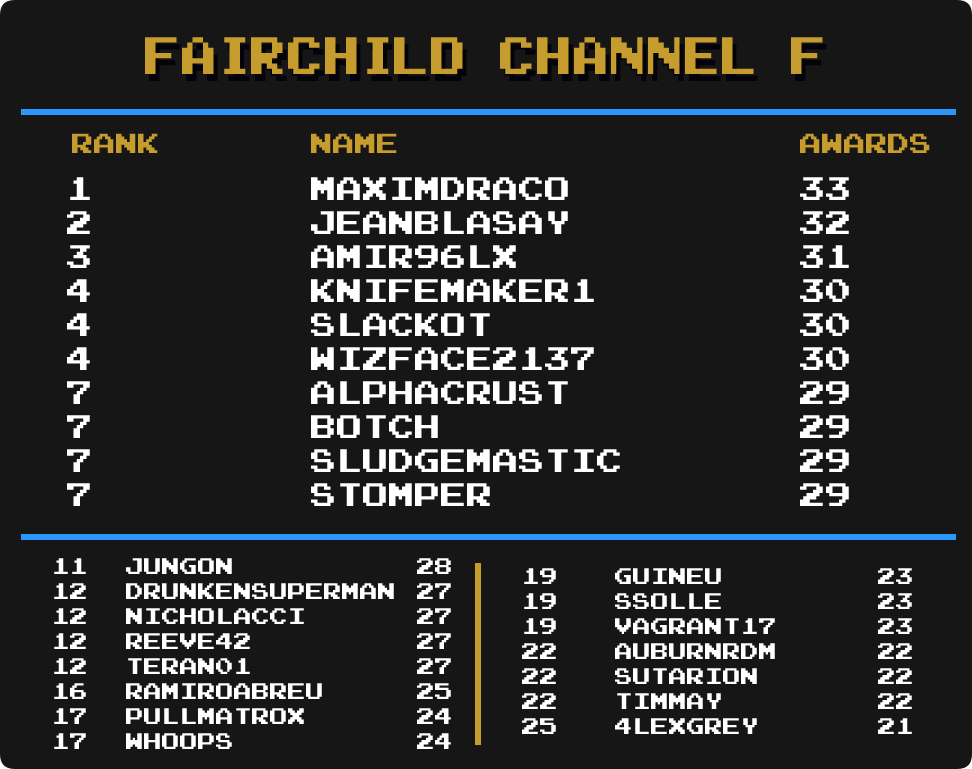 FAIRCHILD CHANNEL F
RANK NAME AWARDS
1 MAXIMDRACO 33
2 JEANBLASAY 32
3 AMIR96LX 31
4 KNIFEMAKER1 30
4 SLACKOT 30
4 WIZFACE2137 30
7 ALPHACRUST 29
7 BOTCH 29
7 SLUDGEMASTIC 29
7 STOMPER 29
11 JUNGON 28
12 DRUNKENSUPERMAN 27
12 NICHOLACCI 27
12 REEVE42 27
12 TERAN01 27
16 RAMIROABREU 25
17 PULLMATROX 24
17 WHOOPS 24
19 GUINEU 23
19 SSOLLE 23
19 VAGRANT17 23
22 AUBURNRDM 22
22 SUTARION 22
22 TIMMAY 22
25 4LEXGREY 21